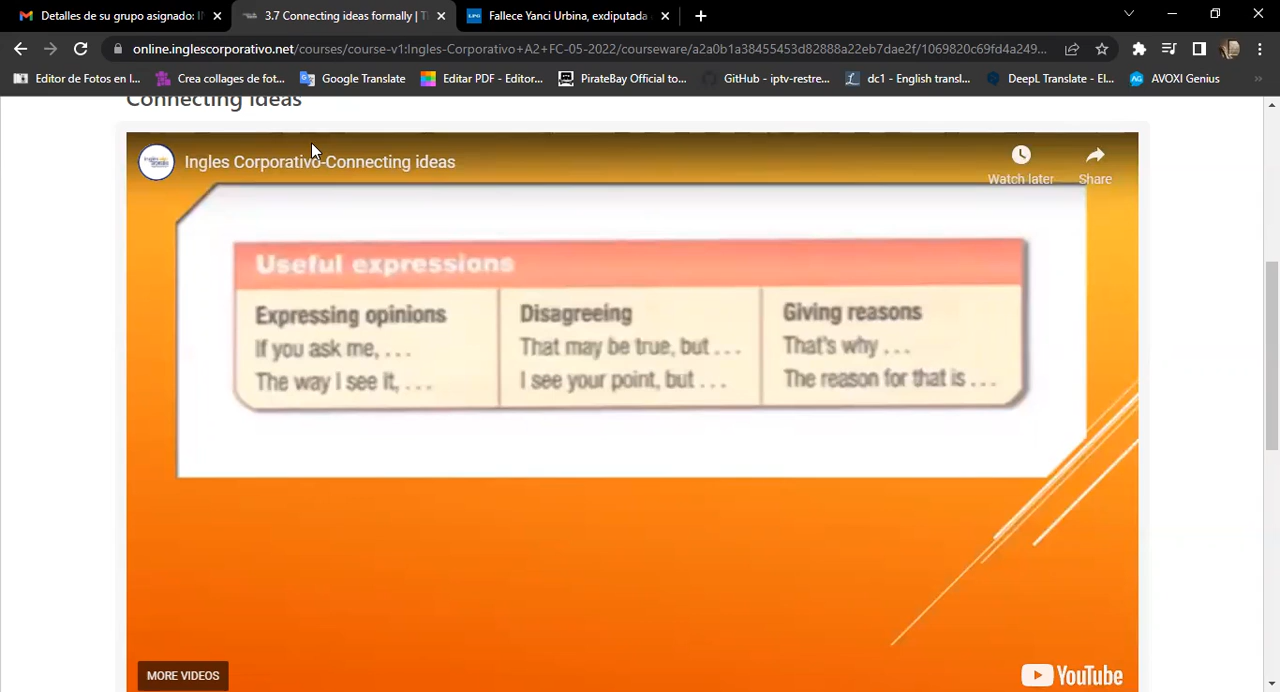 Detalles de su grupo asignado: I
3.7 Connecting ideas formally | T
Fallece Yanci Urbina, exdiputada
online.inglescorporativo.net/courses/course-v1:Ingles-Corporativo+A2+FC-05-2022/courseware/a2a0b1a38455453d82888a22eb7dae2f/1069820c69fd4a249...
Editor de Fotos en l...
Crea collages de fot...
Google Translate
Editar PDF - Editor...
PirateBay Official to...
GitHub - iptv-restre...
dc1 - English transl...
DeepL Translate - El...
AVOXI Genius
Connecting ideas
Ingles Corporativo-Connecting ideas
Watch later
Share
Useful expressions
Expressing opinions
If you ask me, . . .
The way I see it, . . .
Disagreeing
That may be true, but . . .
I see your point, but . . .
Giving reasons
That's why . . .
The reason for that is . . .
MORE VIDEOS
YouTube